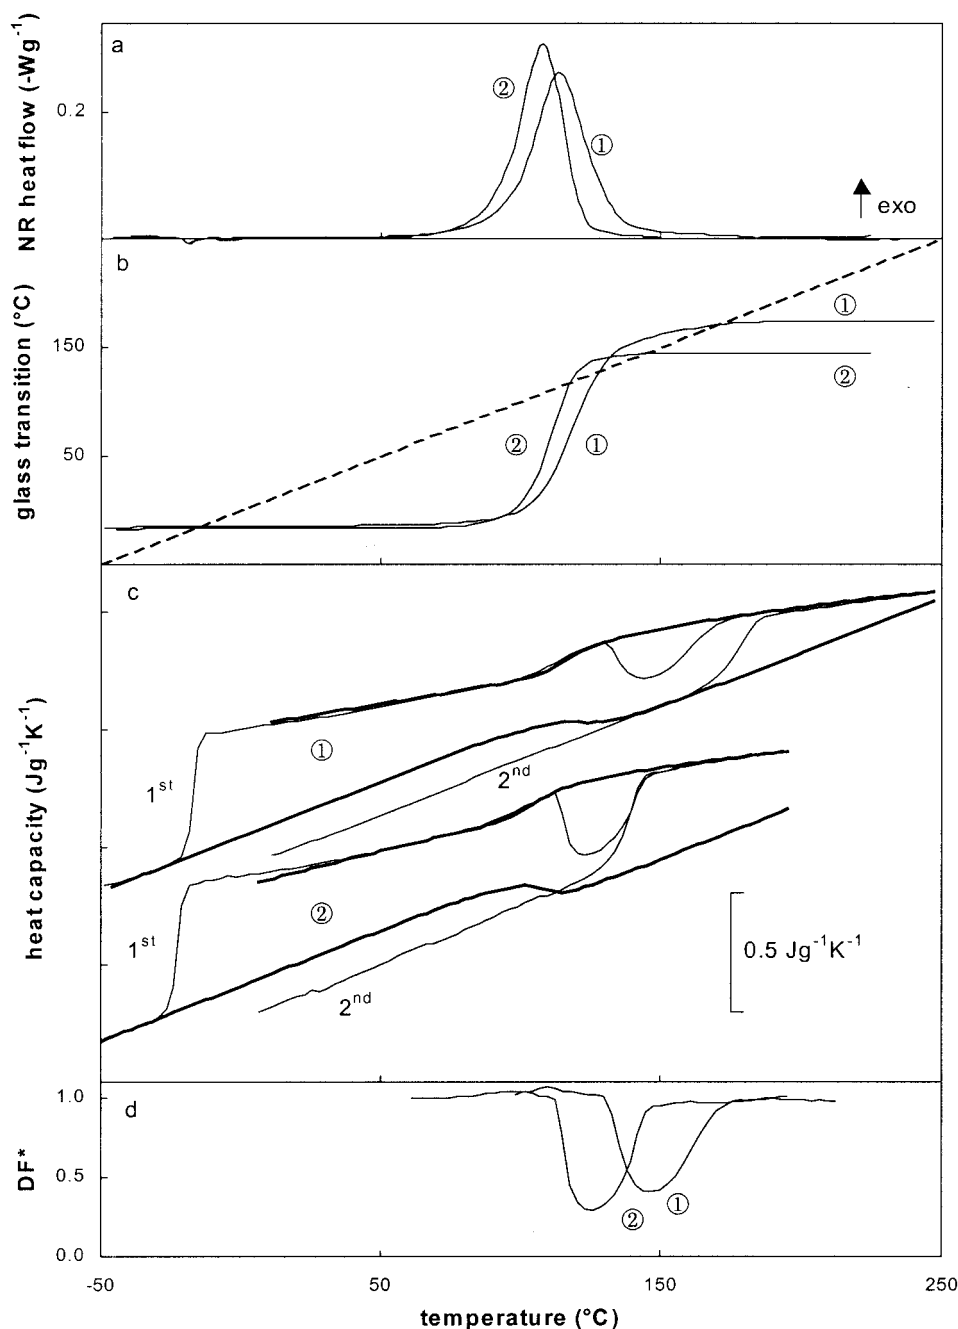 a
NR heat flow (-Wg⁻¹)
0.2
②
①
exo
b
glass transition (°C)
150
50
①
②
②
①
c
heat capacity (Jg⁻¹K⁻¹)
1st
①
2nd
1st
②
2nd
0.5 Jg⁻¹K⁻¹
d
DF*
1.0
0.5
0.0
②
①
-50
50
150
250
temperature (°C)